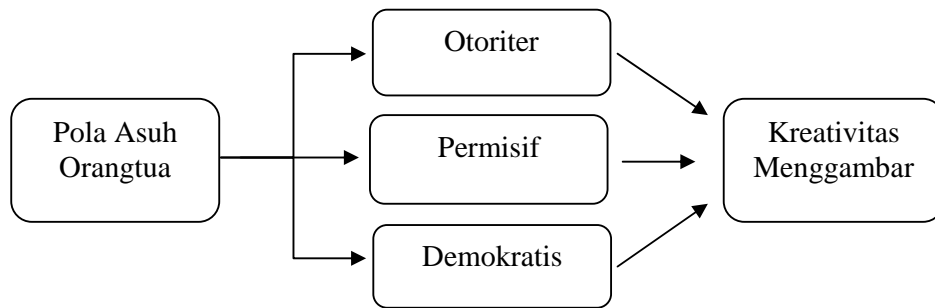 Pola Asuh
Orangtua
Otoriter
Permisif
Demokratis
Kreativitas
Menggambar